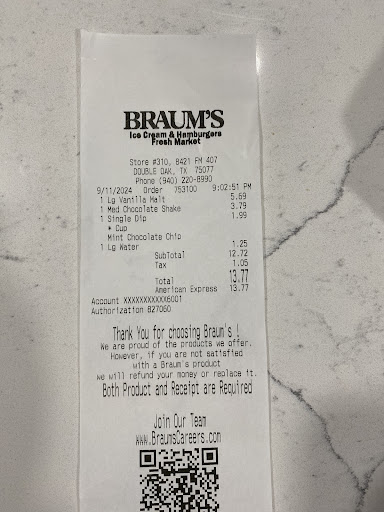 BRAUM'S
Ice Cream & Hamburgers
Fresh Market
Store #310, 8421 FM 407
DOUBLE OAK, TX 75077
Phone (940) 220-8990
9/11/2024 Order 753100 9:02:51 PM
1 Lg Vanilla Malt 5.69
1 Med Chocolate Shake 3.79
1 Single Dip 1.99
* Cup
Mint Chocolate Chip
1 Lg Water 1.25
SubTotal 12.72
Tax 1.05
Total 13.77
American Express 13.77
Account XXXXXXXXXXX6001
Authorization 827060
Thank You for choosing Braum's !
We are proud of the products we offer.
However, if you are not satisfied
with a Braum's product
we will refund your money or replace it.
Both Product and Receipt are Required
Join Our Team
www.BraumsCareers.com